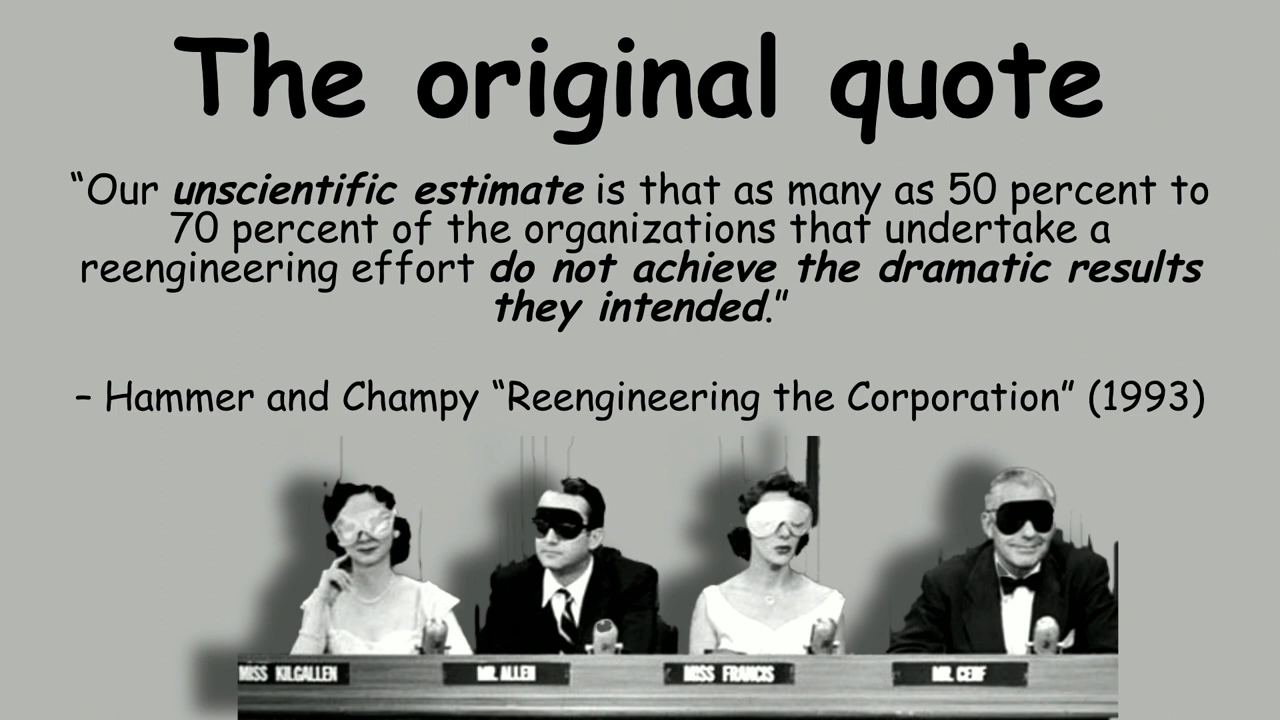 The original quote
“Our unscientific estimate is that as many as 50 percent to
70 percent of the organizations that undertake a
reengineering effort do not achieve the dramatic results
they intended.”
– Hammer and Champy “Reengineering the Corporation” (1993)
MISS KILGALLEN
MR. ALLEN
MISS FRANCIS
MR. CERF